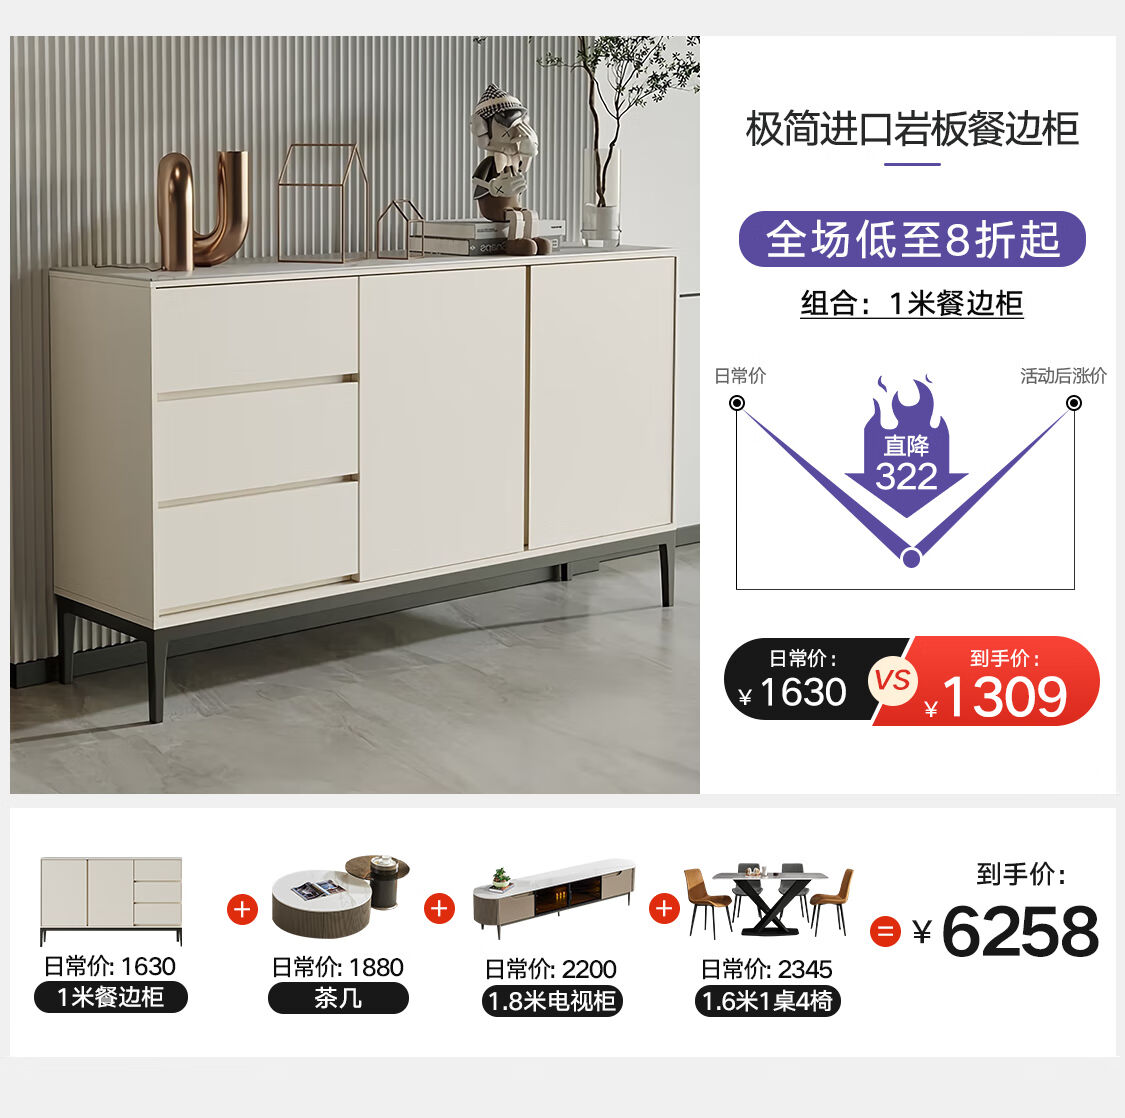 极简进口岩板餐边柜
全场低至8折起
组合：1米餐边柜
日常价
活动后涨价
直降
322
日常价：
¥1630
VS
到手价：
¥1309
日常价: 1630
1米餐边柜
+
日常价: 1880
茶几
+
日常价: 2200
1.8米电视柜
+
日常价: 2345
1.6米1桌4椅
=
到手价：
¥6258